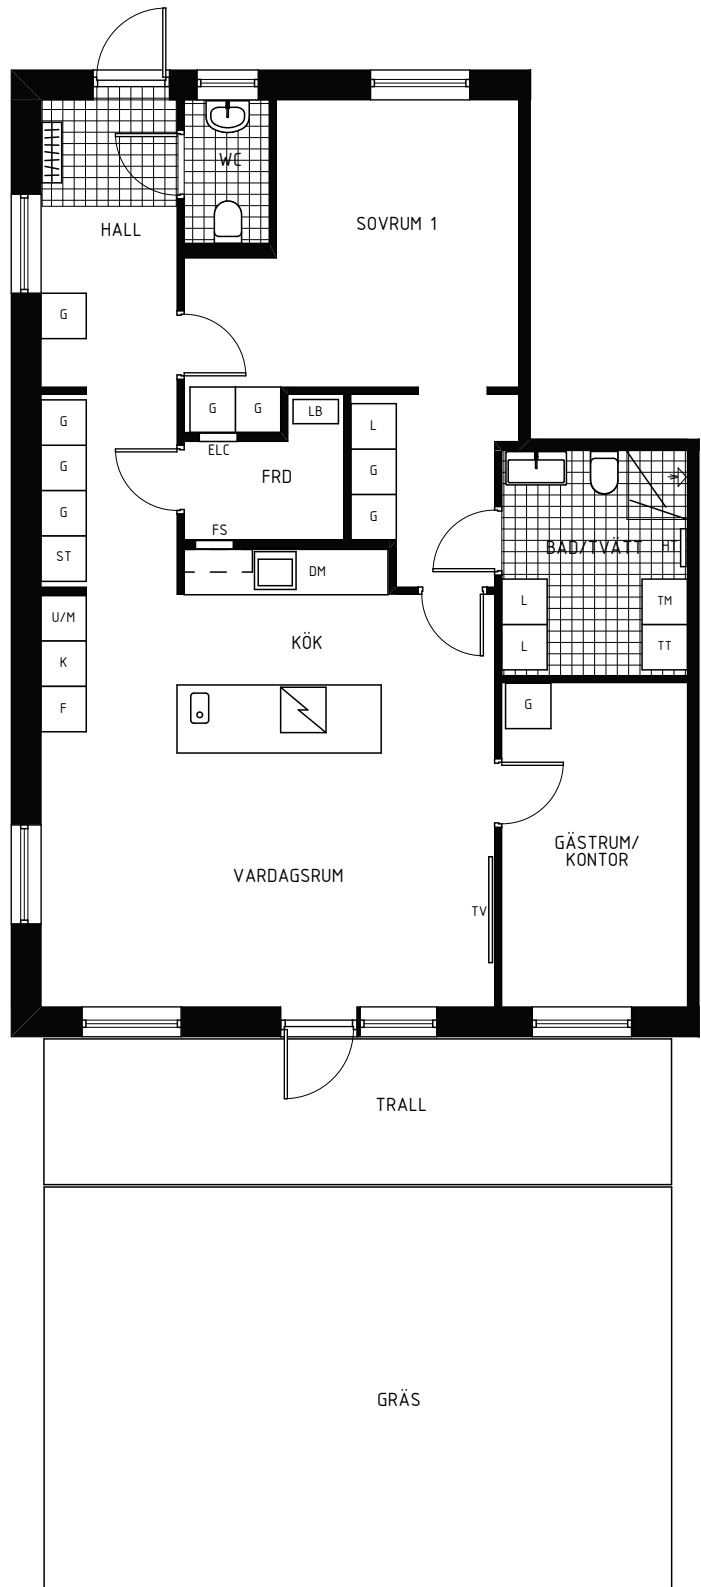 WC
SOVRUM 1
HALL
G
G
G
LB
G
L
ELC
G
FRD
G
G
G
FS
ST
DM
BAD/TVÄTT
HT
L
TM
U/M
KÖK
L
TT
K
F
G
GÄSTRUM/
KONTOR
VARDAGSRUM
TV
TRALL
GRÄS